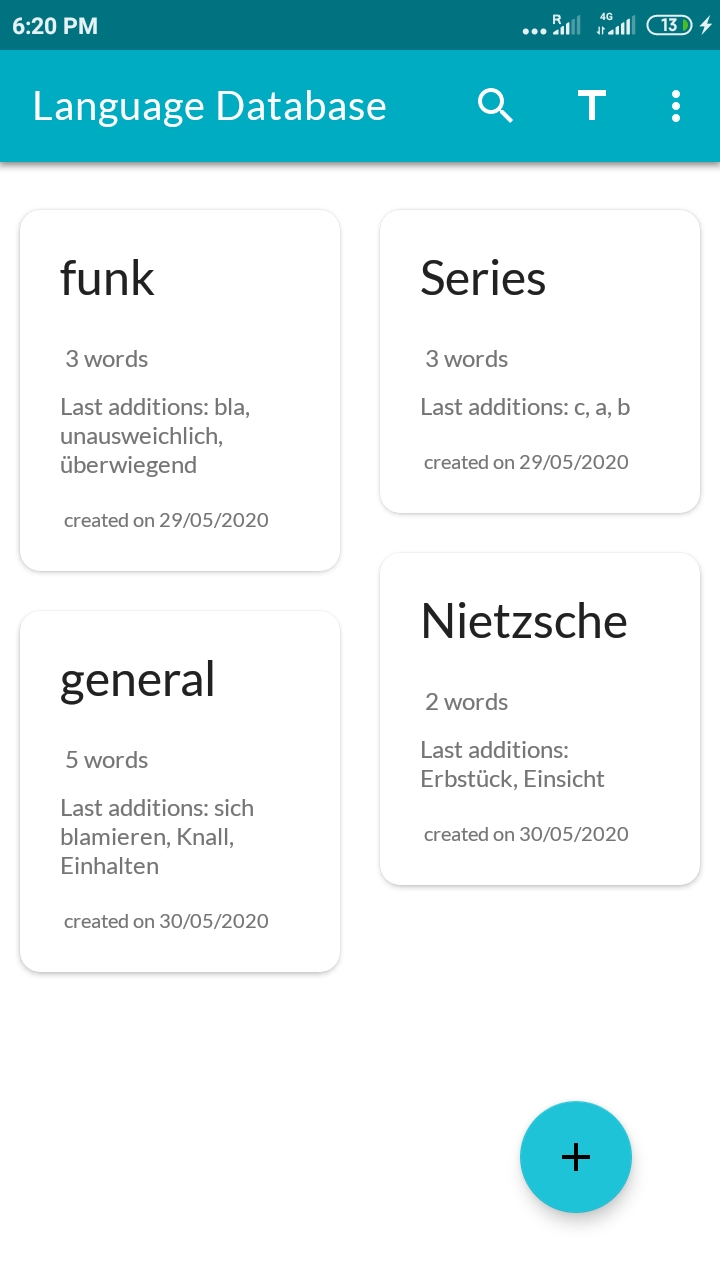 6:20 PM
R
4G
13
Language Database
funk
3 words
Last additions: bla,
unausweichlich,
überwiegend
created on 29/05/2020
Series
3 words
Last additions: c, a, b
created on 29/05/2020
general
5 words
Last additions: sich
blamieren, Knall,
Einhalten
created on 30/05/2020
Nietzsche
2 words
Last additions:
Erbstück, Einsicht
created on 30/05/2020